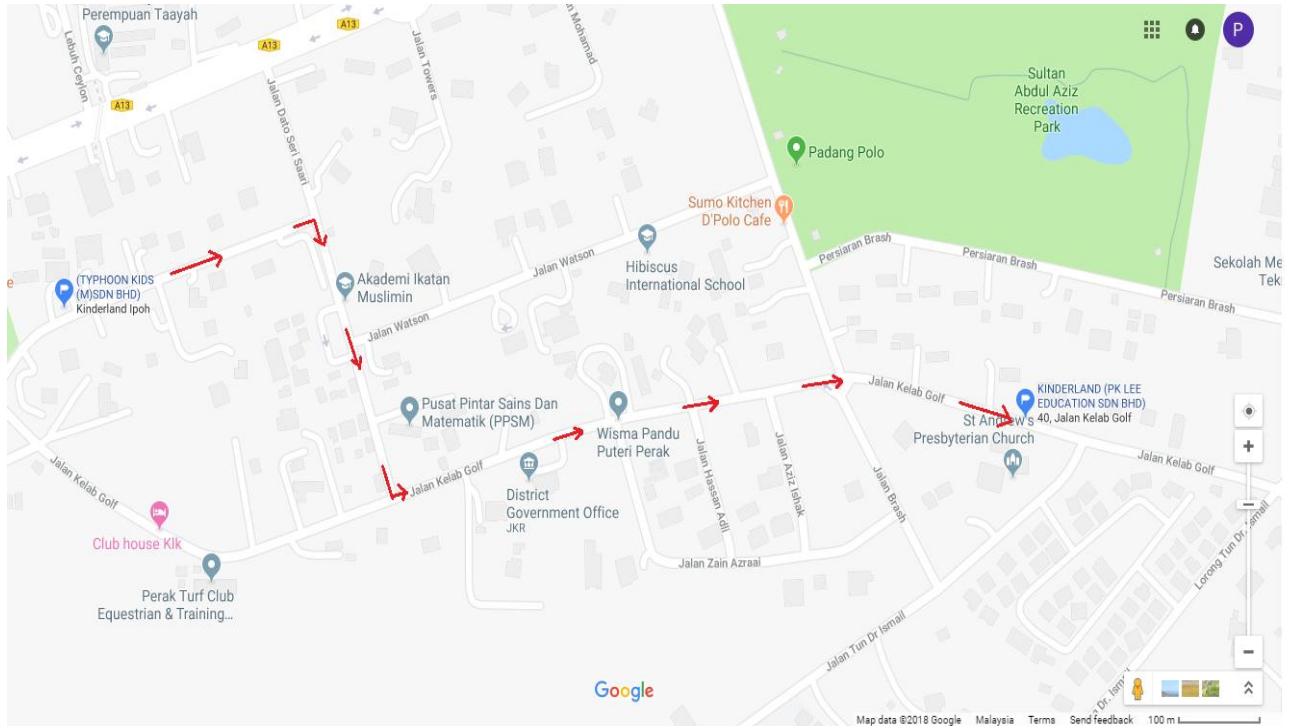 Perempuan Taayah
A13
A13
A13
Lebuh Ceylon
Jalan Dato Seri Saari
Jalan Towers
Mohamad
P
Sultan
Abdul Aziz
Recreation
Park
Padang Polo
Sumo Kitchen
D'Polo Cafe
Persiaran Brash
Persiaran Brash
Persiaran Brash
Sekolah Me
Tek
Hibiscus
International School
Jalan Watson
Jalan Watson
Akademi Ikatan
Muslimin
(TYPHOON KIDS
(M)SDN BHD)
Kinderland Ipoh
e
Pusat Pintar Sains Dan
Matematik (PPSM)
Wisma Pandu
Puteri Perak
Jalan Kelab Golf
KINDERLAND (PK LEE
EDUCATION SDN BHD)
40, Jalan Kelab Golf
St Andrew's
Presbyterian Church
Jalan Kelab Golf
Jalan Kelab Golf
Jalan Kelab Golf
District
Government Office
JKR
Jalan Hassan Adli
Jalan Aziz Ishak
Jalan Brash
Jalan Zain Azraai
Club house Klk
Perak Turf Club
Equestrian & Training...
Jalan Tun Dr Ismail
Lorong Tun Dr. Ismail
Google
Map data ©2018 Google Malaysia Terms Send feedback 100 m